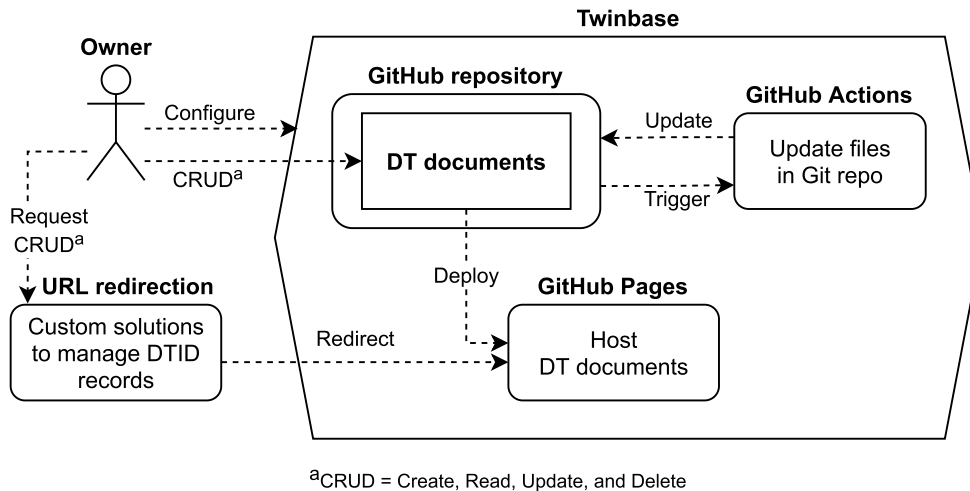 Twinbase
Owner
GitHub repository
GitHub Actions
Configure
DT documents
CRUDᵃ
Update
Trigger
Update files
in Git repo
Request
CRUDᵃ
Deploy
URL redirection
Custom solutions
to manage DTID
records
Redirect
GitHub Pages
Host
DT documents
ᵃCRUD = Create, Read, Update, and Delete